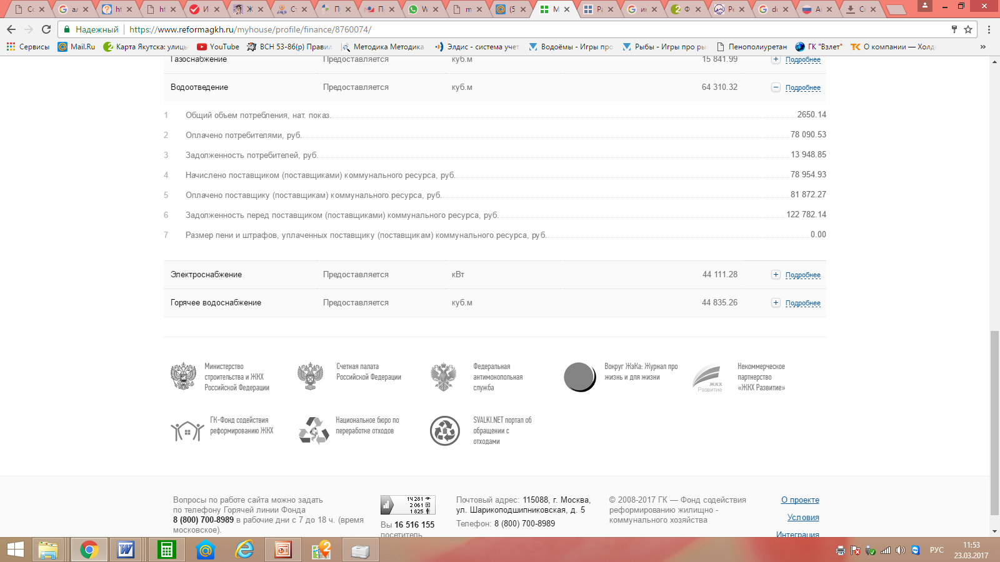 Надежный https://www.reformagkh.ru/myhouse/profile/finance/8760074/
Сервисы Mail.Ru Карта Якутска: улицы YouTube ВСН 53-86(р) Правил Методика Методика Элдис - система учет Водоёмы - Игры про Рыбы - Игры про ры Пенополиуретан ГК "Взлет" О компании — Холд »
Газоснабжение Предоставляется куб.м 15 841.99 Подробнее
Водоотведение Предоставляется куб.м 64 310.32 Подробнее
1 Общий объем потребления, нат. показ. 2650.14
2 Оплачено потребителями, руб. 78 090.53
3 Задолженность потребителей, руб. 13 948.85
4 Начислено поставщиком (поставщиками) коммунального ресурса, руб. 78 954.93
5 Оплачено поставщику (поставщикам) коммунального ресурса, руб. 81 872.27
6 Задолженность перед поставщиком (поставщиками) коммунального ресурса, руб. 122 782.14
7 Размер пени и штрафов, уплаченных поставщику (поставщикам) коммунального ресурса, руб. 0.00
Электроснабжение Предоставляется кВт 44 111.28 Подробнее
Горячее водоснабжение Предоставляется куб.м 44 835.26 Подробнее
Министерство
строительства и ЖКХ
Российской Федерации
Счетная палата
Российской Федерации
Федеральная
антимонопольная
служба
Вокруг ЖэКа: Журнал про
жизнь и для жизни
ЖКХ
Развитие
Некоммерческое
партнерство
«ЖКХ Развитие»
ГК-Фонд содействия
реформированию ЖКХ
Национальное бюро по
переработке отходов
SVALKI.NET портал об
обращении с
отходами
Вопросы по работе сайта можно задать
по телефону Горячей линии Фонда
8 (800) 700-8989 в рабочие дни с 7 до 18 ч. (время
московское).
14 281
2 061
1 825
Вы 16 516 155
посетитель
Почтовый адрес: 115088, г. Москва,
ул. Шарикоподшипниковская, д. 5
Телефон: 8 (800) 700-8989
© 2008-2017 ГК — Фонд содействия
реформированию жилищно -
коммунального хозяйства
О проекте
Условия
Интеграция
РУС
11:53
23.03.2017